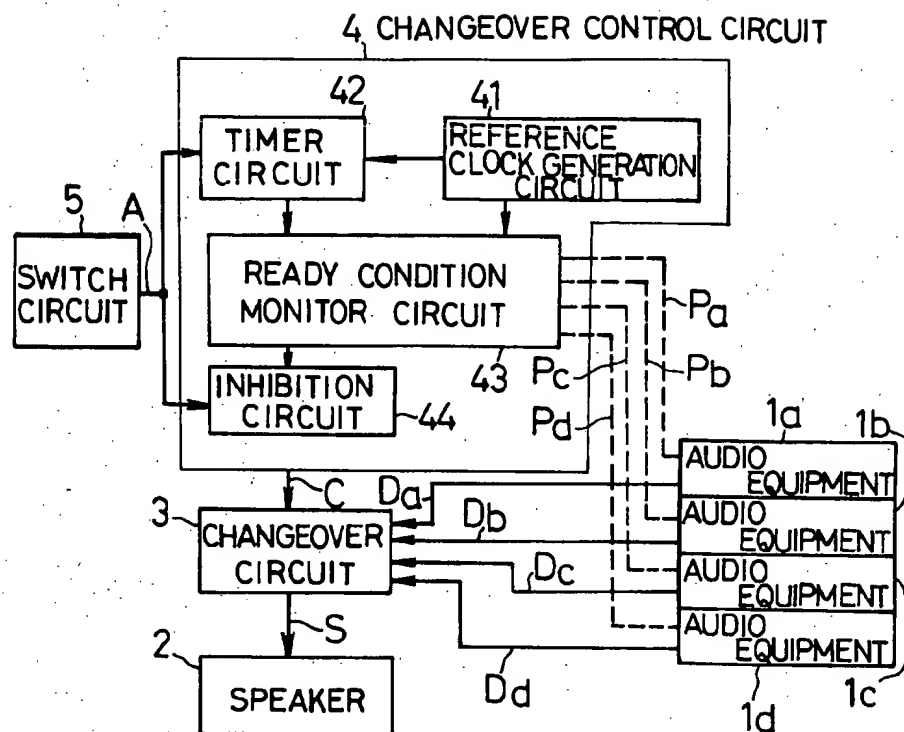 4 CHANGEOVER CONTROL CIRCUIT
42
41
TIMER
CIRCUIT
REFERENCE
CLOCK GENERATION
CIRCUIT
5
A
SWITCH
CIRCUIT
READY CONDITION
MONITOR CIRCUIT
43
Pa
Pb
Pc
Pd
INHIBITION
CIRCUIT
44
1a
1b
AUDIO
EQUIPMENT
AUDIO
EQUIPMENT
AUDIO
EQUIPMENT
AUDIO
EQUIPMENT
1c
1d
C
Da
Db
Dc
Dd
3
CHANGEOVER
CIRCUIT
S
2
SPEAKER